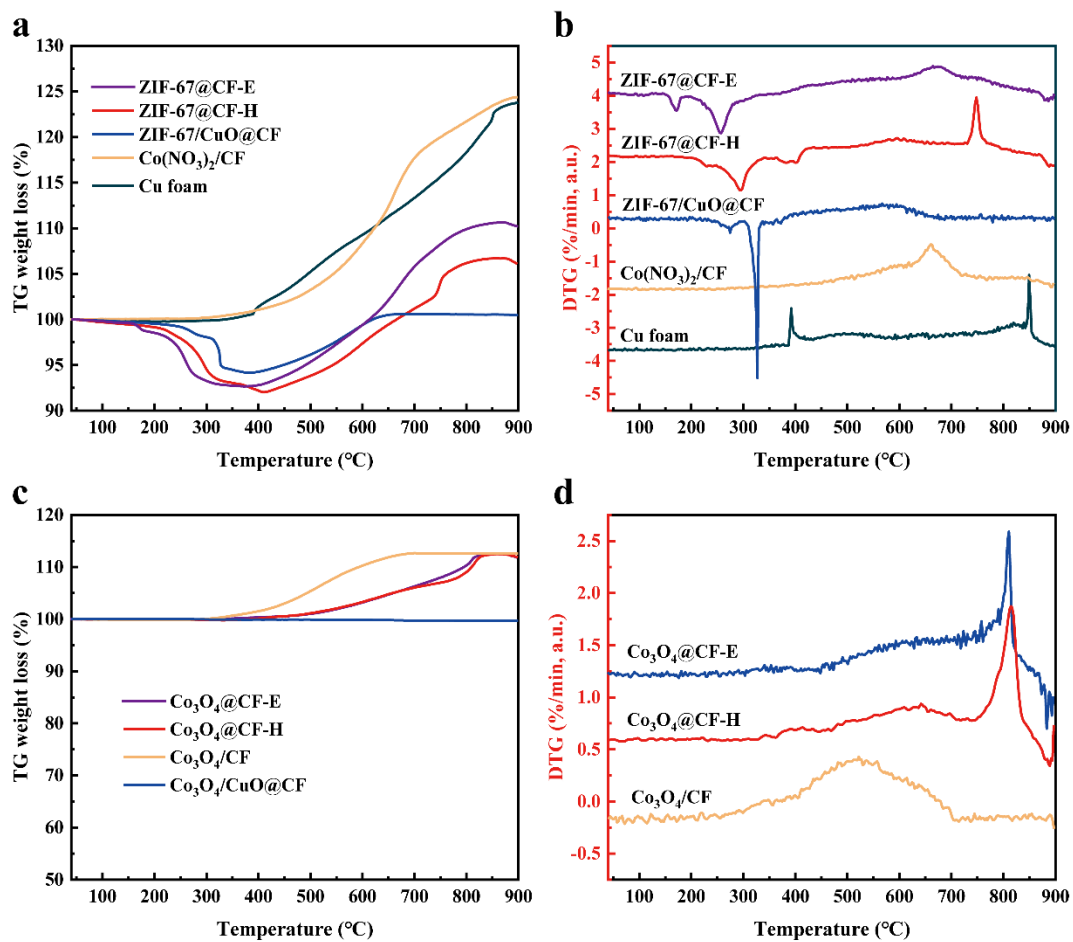 a
130
125
120
115
110
105
100
95
90
TG weight loss (%)
ZIF-67@CF-E
ZIF-67@CF-H
ZIF-67/CuO@CF
Co(NO₃)₂/CF
Cu foam
100 200 300 400 500 600 700 800 900
Temperature (°C)
b
5
4
3
2
1
0
-1
-2
-3
-4
-5
DTG (%/min, a.u.)
ZIF-67@CF-E
ZIF-67@CF-H
ZIF-67/CuO@CF
Co(NO₃)₂/CF
Cu foam
100 200 300 400 500 600 700 800 900
Temperature (°C)
c
120
110
100
90
80
70
60
50
TG weight loss (%)
Co₃O₄@CF-E
Co₃O₄@CF-H
Co₃O₄/CF
Co₃O₄/CuO@CF
100 200 300 400 500 600 700 800 900
Temperature (°C)
d
2.5
2.0
1.5
1.0
0.5
0.0
-0.5
DTG (%/min, a.u.)
Co₃O₄@CF-E
Co₃O₄@CF-H
Co₃O₄/CF
100 200 300 400 500 600 700 800 900
Temperature (°C)